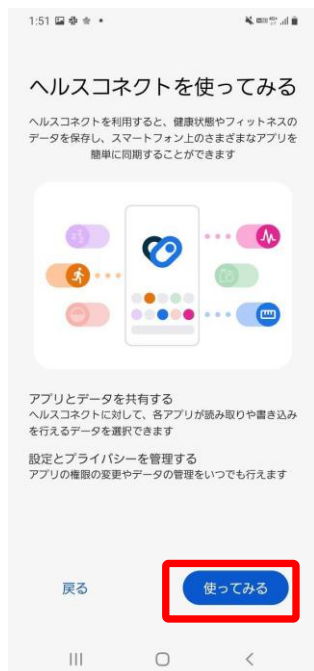 1:51
ヘルスコネクトを使ってみる
ヘルスコネクトを利用すると、健康状態やフィットネスの
データを保存し、スマートフォン上のさまざまなアプリを
簡単に同期することができます
アプリとデータを共有する
ヘルスコネクトに対して、各アプリが読み取りや書き込み
を行えるデータを選択できます
設定とプライバシーを管理する
アプリの権限の変更やデータの管理をいつでも行えます
戻る
使ってみる